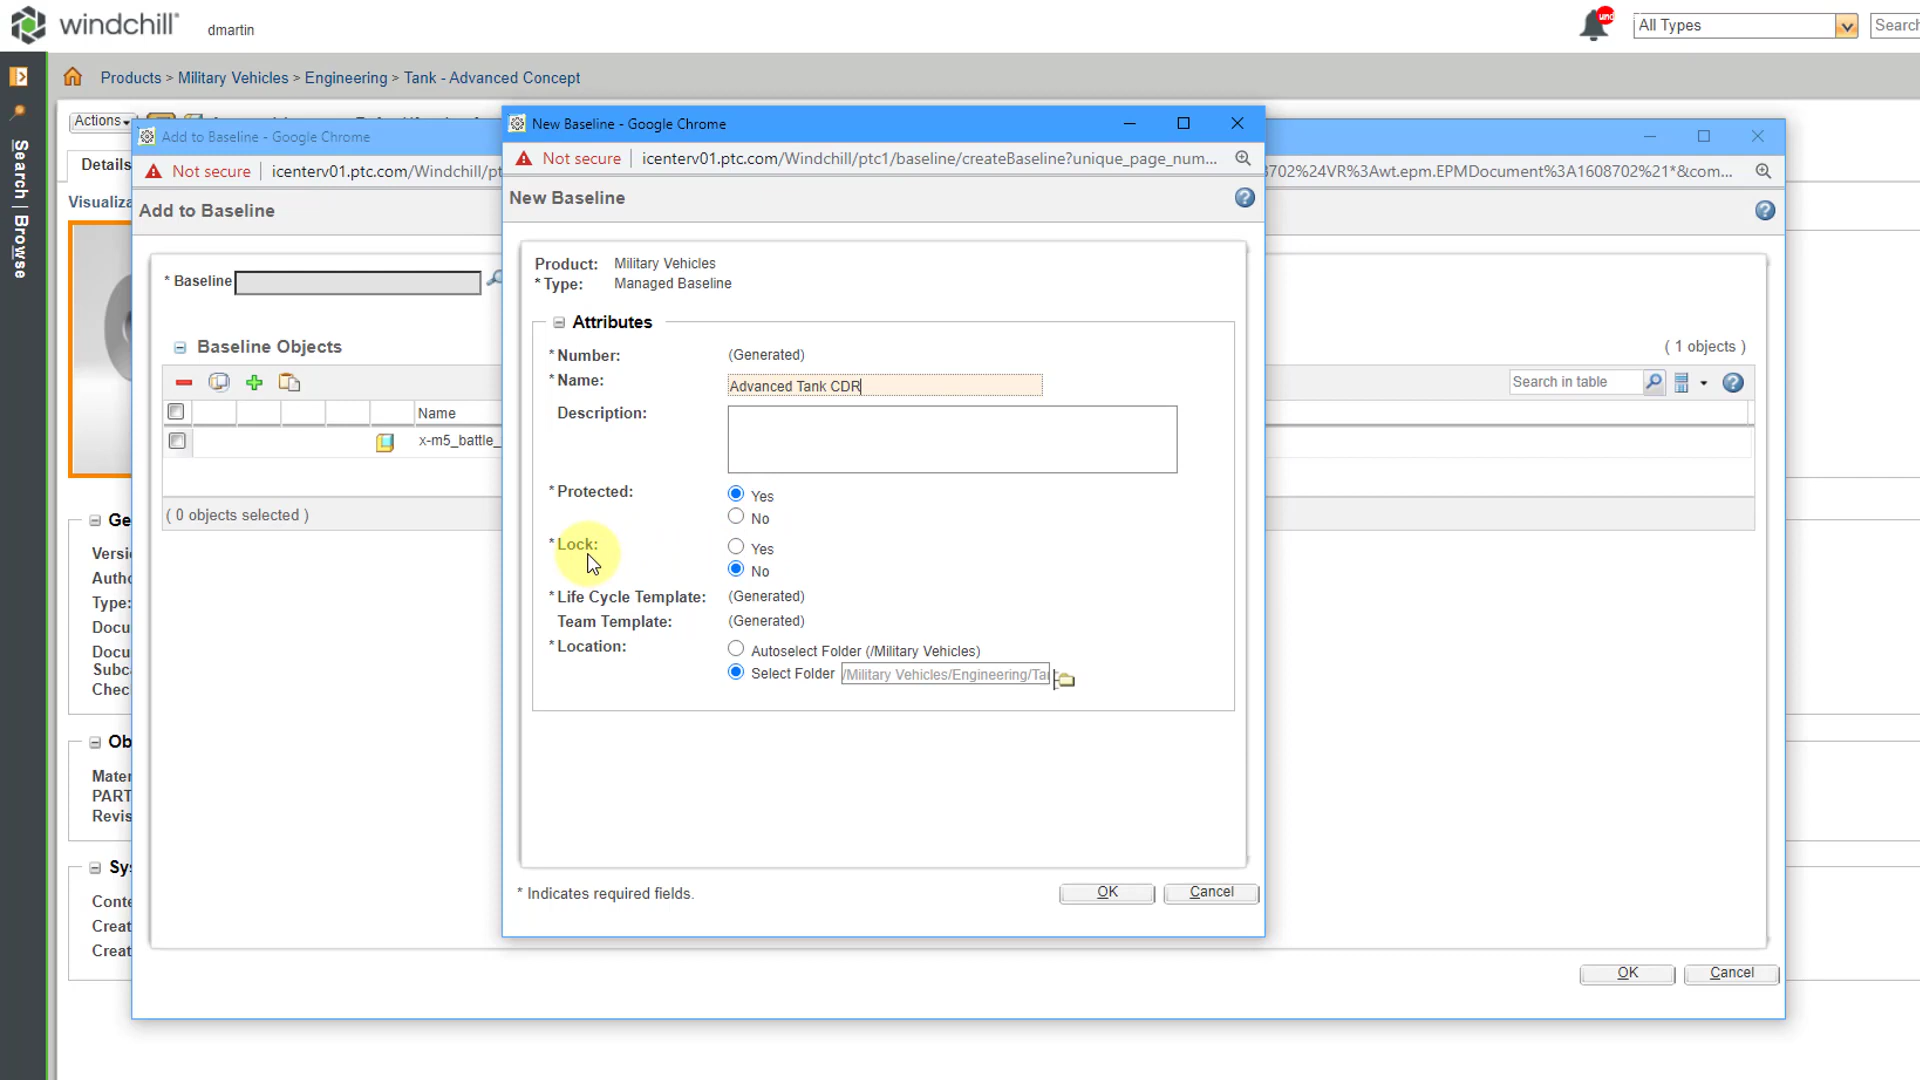 windchill
dmartin
All Types
Search
Products > Military Vehicles > Engineering > Tank - Advanced Concept
Actions
Add to Baseline - Google Chrome
New Baseline - Google Chrome
Details
Not secure
icenterv01.ptc.com/Windchill/pt
Not secure
icenterv01.ptc.com/Windchill/ptc1/baseline/createBaseline?unique_page_num...
8702%24VR%3Awt.epm.EPMDocument%3A1608702%21*&com...
Search | Browse
Visualiza
Add to Baseline
New Baseline
* Baseline
Product: Military Vehicles
* Type: Managed Baseline
Attributes
Baseline Objects
( 1 objects )
* Number: (Generated)
* Name: Advanced Tank CDR
Search in table
Name
Description:
x-m5_battle_
* Protected: Yes
No
( 0 objects selected )
* Lock: Yes
No
* Life Cycle Template: (Generated)
Team Template: (Generated)
* Location: Autoselect Folder (/Military Vehicles)
Select Folder /Military Vehicles/Engineering/Ta
Ge
Versi
Autho
Type:
Docu
Docu
Subca
Chec
Ob
Mater
PART
Revis
Sy
Conte
Creat
Creat
* Indicates required fields.
OK
Cancel
OK
Cancel